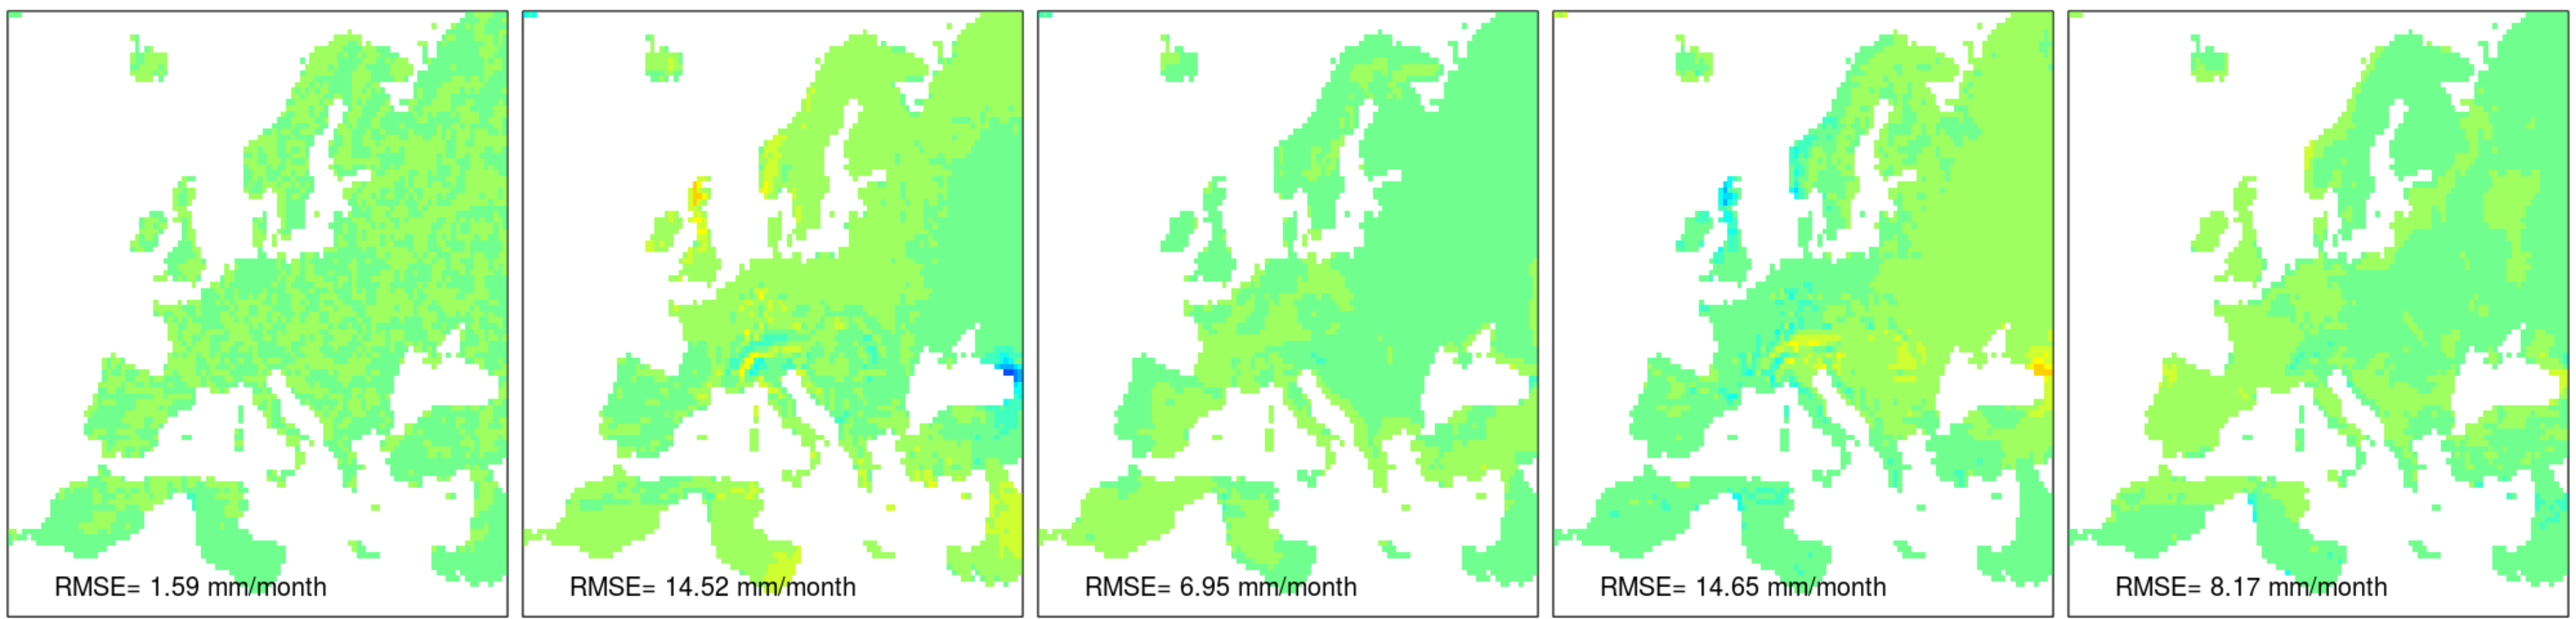 RMSE= 1.59 mm/month
RMSE= 14.52 mm/month
RMSE= 6.95 mm/month
RMSE= 14.65 mm/month
RMSE= 8.17 mm/month